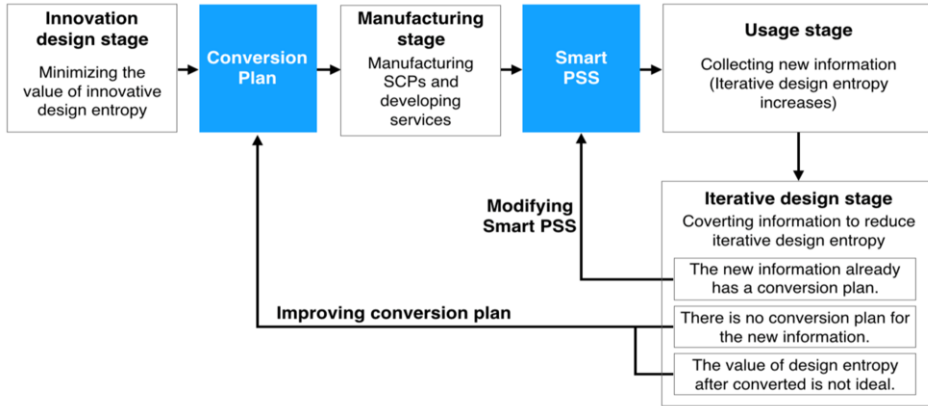 Innovation
design stage
Minimizing the
value of innovative
design entropy
Conversion
Plan
Manufacturing
stage
Manufacturing
SCPs and
developing
services
Smart
PSS
Usage stage
Collecting new information
(Iterative design entropy
increases)
Modifying
Smart PSS
Improving conversion plan
Iterative design stage
Coverting information to reduce
iterative design entropy
The new information already
has a conversion plan.
There is no conversion plan for
the new information.
The value of design entropy
after converted is not ideal.